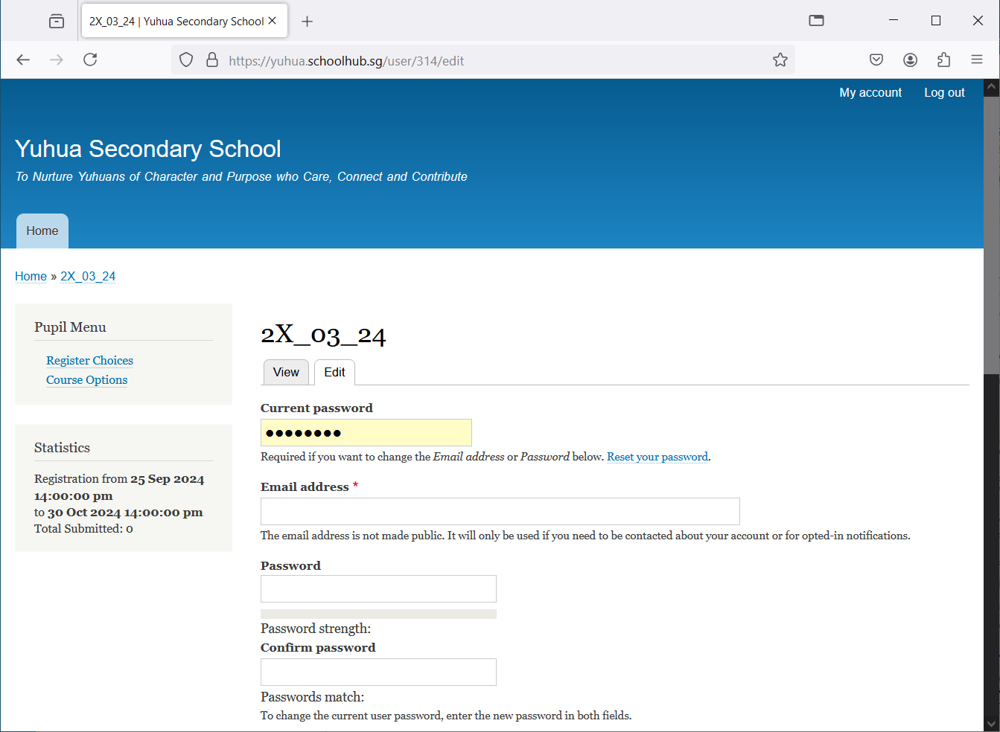 2X_03_24 | Yuhua Secondary School
https://yuhua.schoolhub.sg/user/314/edit
My account Log out
Yuhua Secondary School
To Nurture Yuhuans of Character and Purpose who Care, Connect and Contribute
Home
Home » 2X_03_24
Pupil Menu
Register Choices
Course Options
Statistics
Registration from 25 Sep 2024
14:00:00 pm
to 30 Oct 2024 14:00:00 pm
Total Submitted: 0
2X_03_24
View Edit
Current password
Required if you want to change the Email address or Password below. Reset your password.
Email address *
The email address is not made public. It will only be used if you need to be contacted about your account or for opted-in notifications.
Password
Password strength:
Confirm password
Passwords match:
To change the current user password, enter the new password in both fields.